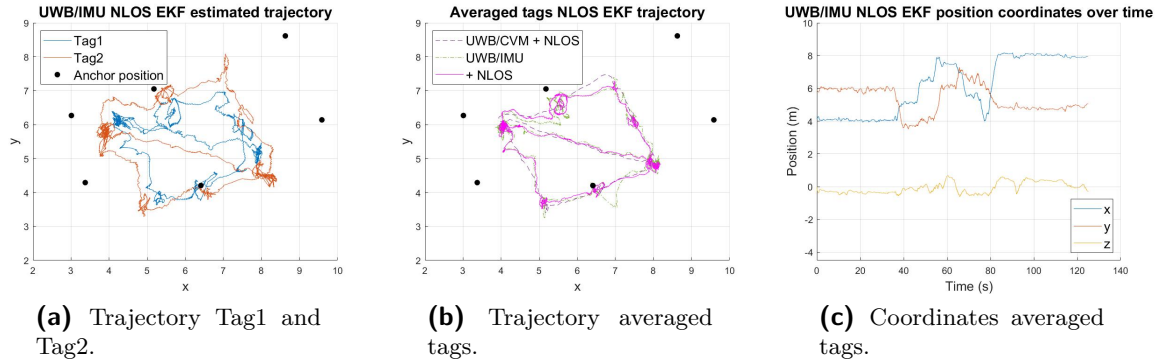 UWB/IMU NLOS EKF estimated trajectory
9
8
7
6
5
4
3
2
y
2 3 4 5 6 7 8 9 10
x
Tag1
Tag2
Anchor position
(a) Trajectory Tag1 and
Tag2.
Averaged tags NLOS EKF trajectory
9
8
7
6
5
4
3
2
y
2 3 4 5 6 7 8 9 10
x
UWB/CVM + NLOS
UWB/IMU
+ NLOS
(b) Trajectory averaged
tags.
UWB/IMU NLOS EKF position coordinates over time
10
8
6
4
2
0
-2
-4
Position (m)
0 20 40 60 80 100 120 140
Time (s)
x
y
z
(c) Coordinates averaged
tags.